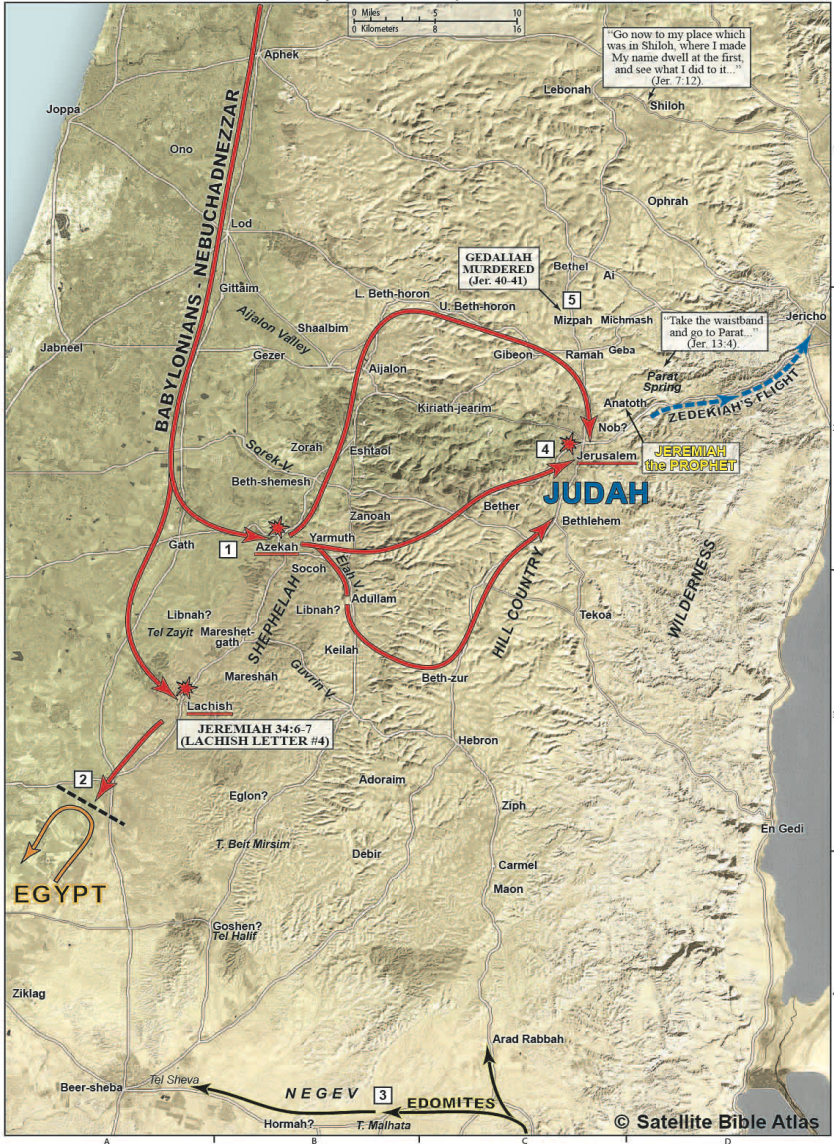 0 Miles 5 10
0 Kilometers 8 16
"Go now to my place which
was in Shiloh, where I made
My name dwell at the first,
and see what I did to it..."
(Jer. 7:12).
Aphek
Lebonah
Shiloh
Joppa
Ono
BABYLONIANS - NEBUCHADNEZZAR
Ophrah
Lod
GEDALIAH
MURDERED
(Jer. 40-41)
Bethel
Ai
Gittaim
L. Beth-horon
U. Beth-horon
5
Mizpah
Michmash
Jericho
Aijalon Valley
Shaalbim
"Take the waistband
and go to Parat..."
(Jer. 13:4).
Jabneel
Gezer
Gibeon
Ramah
Geba
Aijalon
Parat
Spring
Kiriath-jearim
Anatoth
ZEDEKIAH'S FLIGHT
Nob?
Sorek V.
Zorah
Eshtaol
4
Jerusalem
JEREMIAH
the PROPHET
Beth-shemesh
JUDAH
Bether
Zanoah
Bethlehem
Gath
1
Azekah
Yarmuth
Elah V.
Socoh
HILL COUNTRY
WILDERNESS
SHEPHELAH
Adullam
Libnah?
Libnah?
Tekoa
Tel Zayit
Mareshet-
gath
Keilah
Mareshah
Guvrin V.
Beth-zur
Lachish
JEREMIAH 34:6-7
(LACHISH LETTER #4)
Hebron
2
Adoraim
Eglon?
Ziph
En Gedi
T. Beit Mirsim
Debir
Carmel
EGYPT
Maon
Goshen?
Tel Halif
Ziklag
Arad Rabbah
Beer-sheba
Tel Sheva
NEGEV
3
EDOMITES
Hormah?
T. Malhata
© Satellite Bible Atlas
A B C D